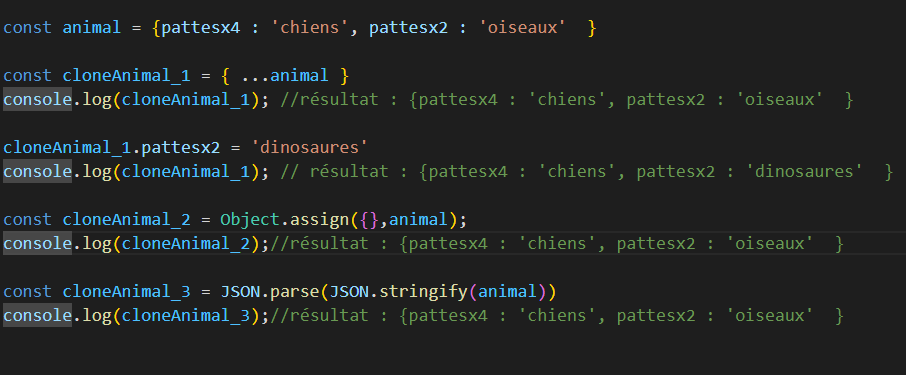 const animal = {pattesx4 : 'chiens', pattesx2 : 'oiseaux'  }
const cloneAnimal_1 = { ...animal }
console.log(cloneAnimal_1); //résultat : {pattesx4 : 'chiens', pattesx2 : 'oiseaux'  }
cloneAnimal_1.pattesx2 = 'dinosaures'
console.log(cloneAnimal_1); // résultat : {pattesx4 : 'chiens', pattesx2 : 'dinosaures'  }
const cloneAnimal_2 = Object.assign({},animal);
console.log(cloneAnimal_2);//résultat : {pattesx4 : 'chiens', pattesx2 : 'oiseaux'  }
const cloneAnimal_3 = JSON.parse(JSON.stringify(animal))
console.log(cloneAnimal_3);//résultat : {pattesx4 : 'chiens', pattesx2 : 'oiseaux'  }